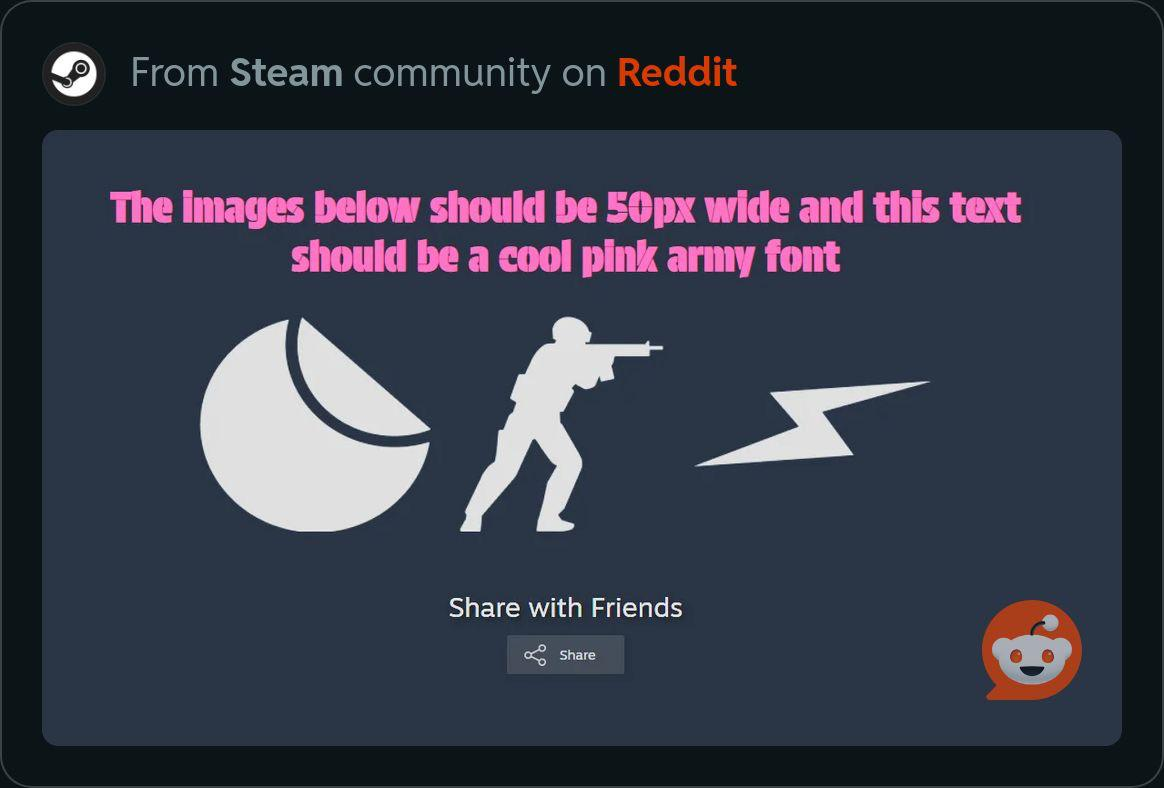 From Steam community on Reddit
The images below should be 50px wide and this text
should be a cool pink army font
Share with Friends
Share